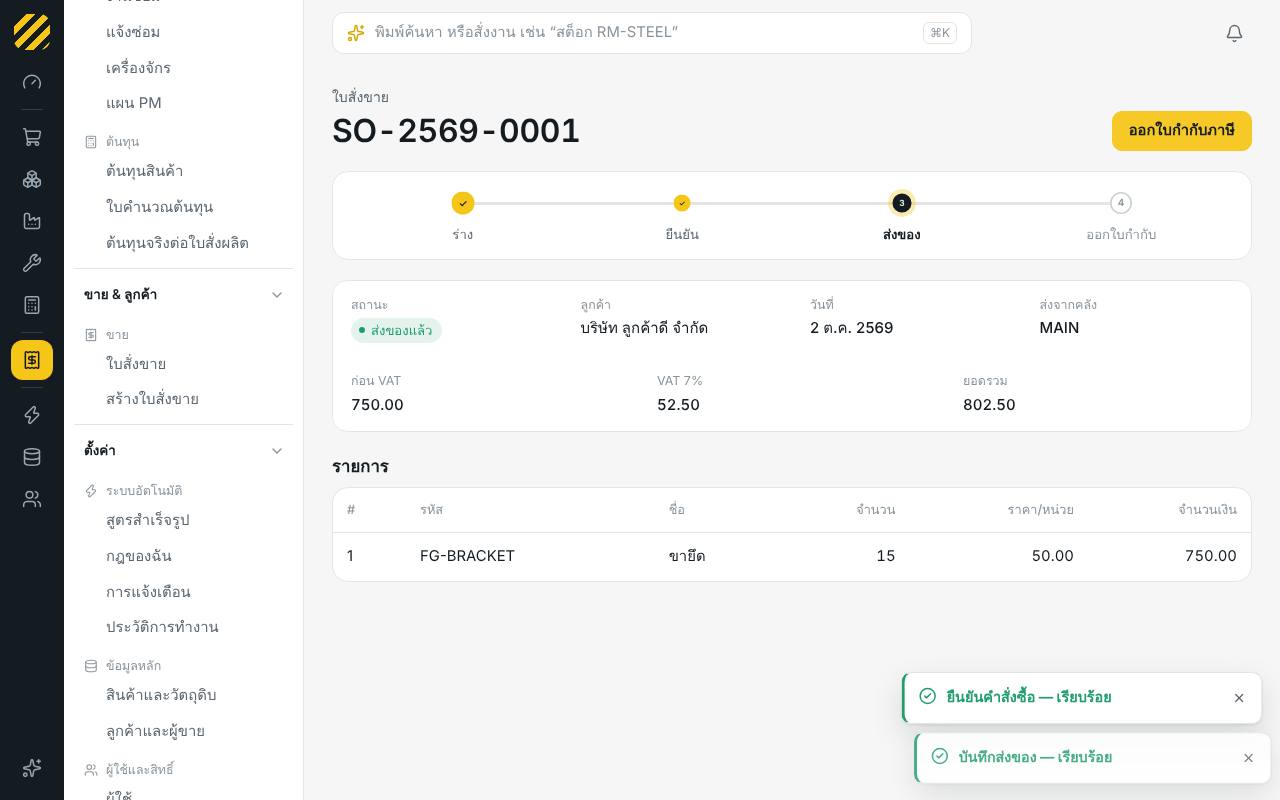 แจ้งซ่อม
เครื่องจักร
แผน PM
ต้นทุน
ต้นทุนสินค้า
ใบคำนวณต้นทุน
ต้นทุนจริงต่อใบสั่งผลิต
ขาย & ลูกค้า
ขาย
ใบสั่งขาย
สร้างใบสั่งขาย
ตั้งค่า
ระบบอัตโนมัติ
สูตรสำเร็จรูป
กฎของฉัน
การแจ้งเตือน
ประวัติการทำงาน
ข้อมูลหลัก
สินค้าและวัตถุดิบ
ลูกค้าและผู้ขาย
ผู้ใช้และสิทธิ์
ผู้ใช้
พิมพ์ค้นหา หรือสั่งงาน เช่น “สต็อก RM-STEEL” ⌘K
ใบสั่งขาย
SO-2569-0001
ออกใบกำกับภาษี
3 4
ร่าง ยืนยัน ส่งของ ออกใบกำกับ
สถานะ ลูกค้า วันที่ ส่งจากคลัง
ส่งของแล้ว บริษัท ลูกค้าดี จำกัด 2 ต.ค. 2569 MAIN
ก่อน VAT VAT 7% ยอดรวม
750.00 52.50 802.50
รายการ
# รหัส ชื่อ จำนวน ราคา/หน่วย จำนวนเงิน
1 FG-BRACKET ขายึด 15 50.00 750.00
ยืนยันคำสั่งซื้อ — เรียบร้อย
บันทึกส่งของ — เรียบร้อย